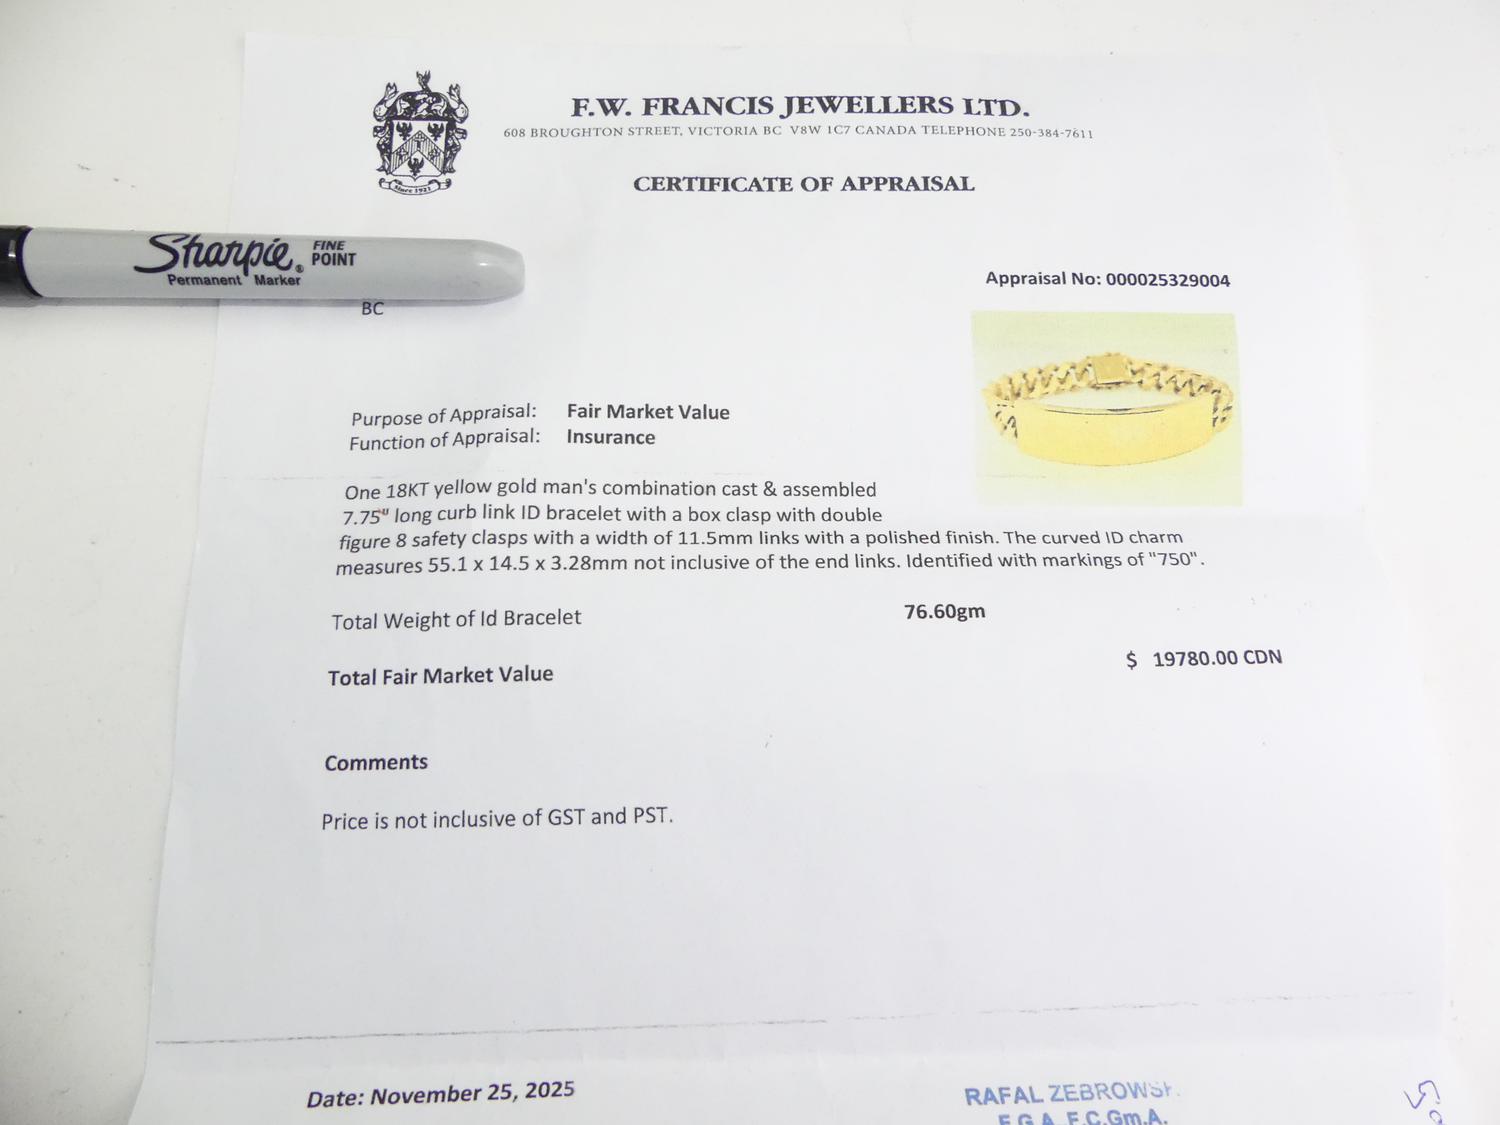 F.W. FRANCIS JEWELLERS LTD.
608 BROUGHTON STREET, VICTORIA BC V8W 1C7 CANADA TELEPHONE 250-384-7611
Since 1921
CERTIFICATE OF APPRAISAL
Sharpie® FINE POINT
Permanent Marker
BC
Appraisal No: 000025329004
Purpose of Appraisal: Fair Market Value
Function of Appraisal: Insurance
One 18KT yellow gold man's combination cast & assembled
7.75" long curb link ID bracelet with a box clasp with double
figure 8 safety clasps with a width of 11.5mm links with a polished finish. The curved ID charm
measures 55.1 x 14.5 x 3.28mm not inclusive of the end links. Identified with markings of "750".
Total Weight of Id Bracelet 76.60gm
Total Fair Market Value $ 19780.00 CDN
Comments
Price is not inclusive of GST and PST.
Date: November 25, 2025
RAFAL ZEBROWSK
F.G.A. F.C.Gm.A.